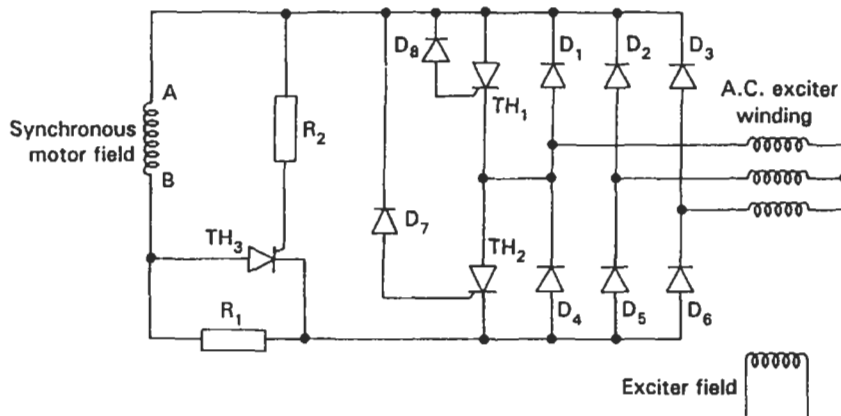 D8
D1
D2
D3
A
TH1
A.C. exciter
winding
Synchronous
motor field
R2
B
TH3
D7
TH2
R1
D4
D5
D6
Exciter field